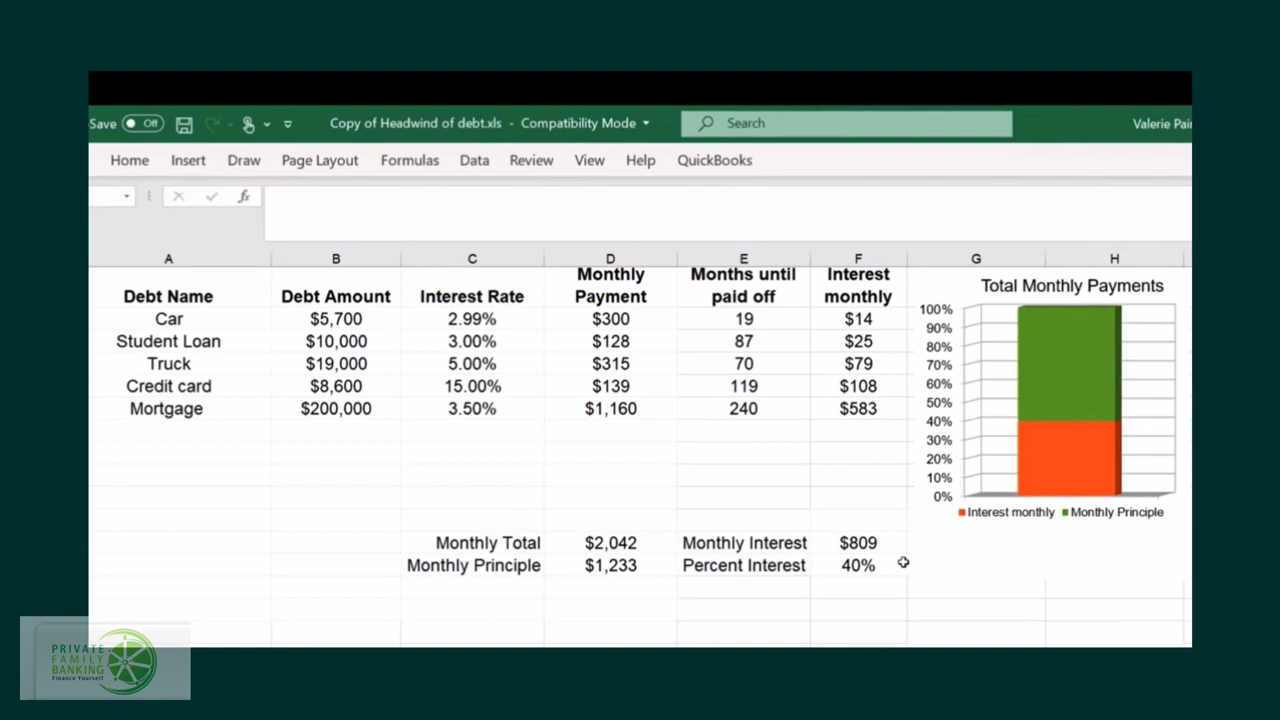 Save Off Copy of Headwind of debt.xls - Compatibility Mode Search Valerie Pai
Home Insert Draw Page Layout Formulas Data Review View Help QuickBooks
fx
A B C D E F G H
Debt Name Debt Amount Interest Rate Monthly Payment Months until paid off Interest monthly
Car $5,700 2.99% $300 19 $14
Student Loan $10,000 3.00% $128 87 $25
Truck $19,000 5.00% $315 70 $79
Credit card $8,600 15.00% $139 119 $108
Mortgage $200,000 3.50% $1,160 240 $583
Monthly Total $2,042 Monthly Interest $809
Monthly Principle $1,233 Percent Interest 40%
Total Monthly Payments
100%
90%
80%
70%
60%
50%
40%
30%
20%
10%
0%
Interest monthly Monthly Principle
PRIVATE
FAMILY
BANKING
Finance Yourself